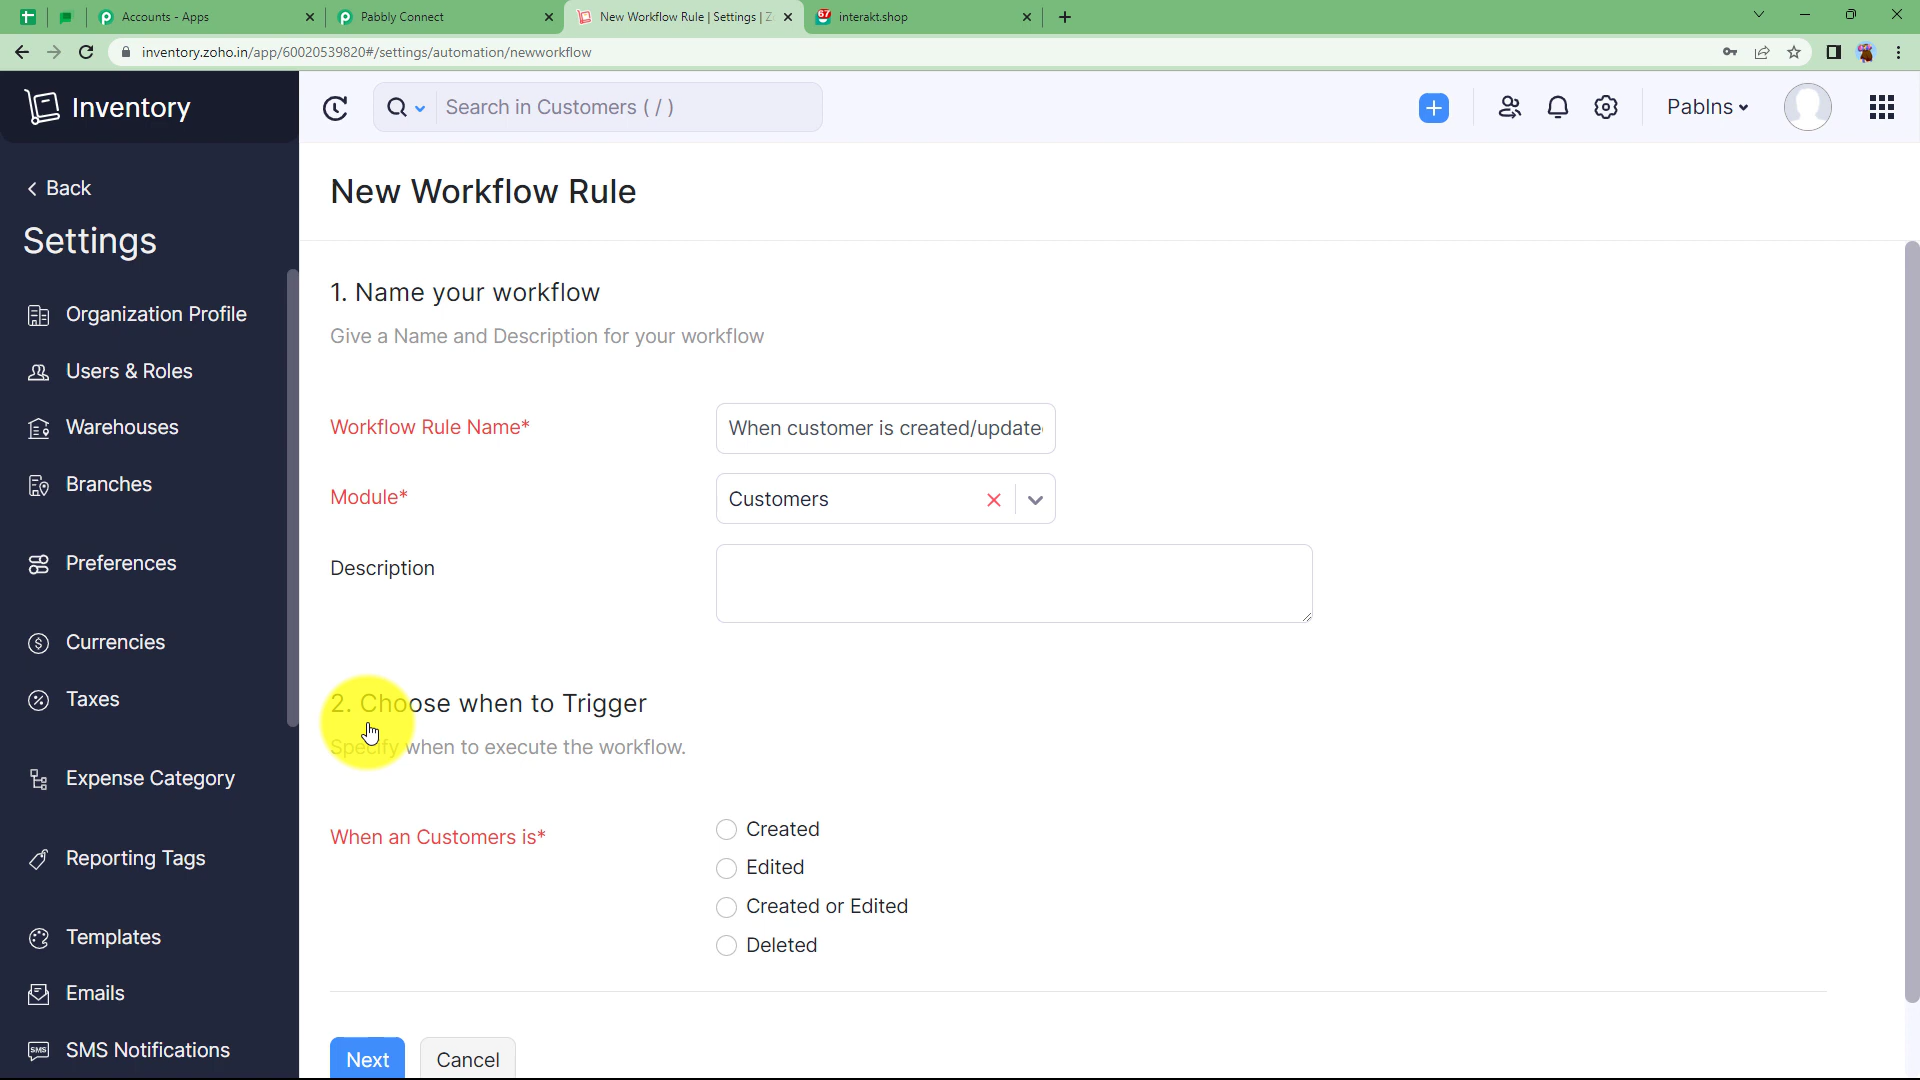 Accounts - Apps
Pabbly Connect
New Workflow Rule | Settings | Z
67
interakt.shop
inventory.zoho.in/app/60020539820#/settings/automation/newworkflow
Inventory
Search in Customers ( / )
PabIns
Back
Settings
Organization Profile
Users & Roles
Warehouses
Branches
Preferences
Currencies
Taxes
Expense Category
Reporting Tags
Templates
Emails
SMS
SMS Notifications
New Workflow Rule
1. Name your workflow
Give a Name and Description for your workflow
Workflow Rule Name*
When customer is created/update
Module*
Customers
Description
2. Choose when to Trigger
Specify when to execute the workflow.
When an Customers is*
Created
Edited
Created or Edited
Deleted
Next
Cancel